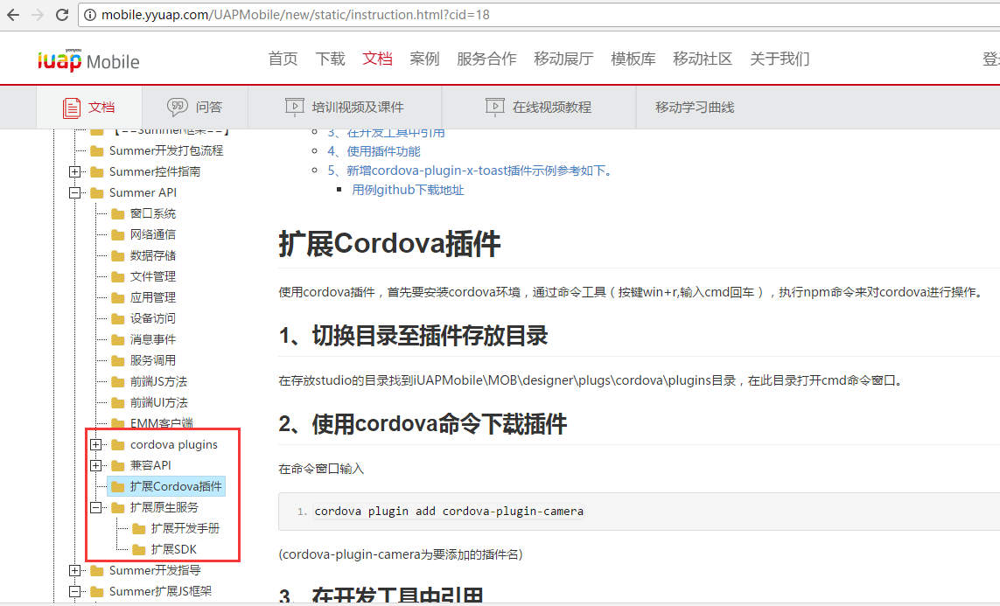 mobile.yyuap.com/UAPMobile/new/static/instruction.html?cid=18
yonyou
iuap Mobile
首页 下载 文档 案例 服务合作 移动展厅 模板库 移动社区 关于我们
文档 问答 培训视频及课件 在线视频教程 移动学习曲线
【==Summer框架==】
Summer开发打包流程
Summer控件指南
Summer API
窗口系统
网络通信
数据存储
文件管理
应用管理
设备访问
消息事件
服务调用
前端JS方法
前端UI方法
EMM客户端
cordova plugins
兼容API
扩展Cordova插件
扩展原生服务
扩展开发手册
扩展SDK
Summer开发指导
Summer扩展JS框架
3、在开发工具中引用
4、使用插件功能
5、新增cordova-plugin-x-toast插件示例参考如下。
用例github下载地址
扩展Cordova插件
使用cordova插件，首先要安装cordova环境，通过命令工具（按键win+r,输入cmd回车），执行npm命令来对cordova进行操作。
1、切换目录至插件存放目录
在存放studio的目录找到iUAPMobile\MOB\designer\plugs\cordova\plugins目录，在此目录打开cmd命令窗口。
2、使用cordova命令下载插件
在命令窗口输入
1. cordova plugin add cordova-plugin-camera
(cordova-plugin-camera为要添加的插件名)
3、在开发工具中引用